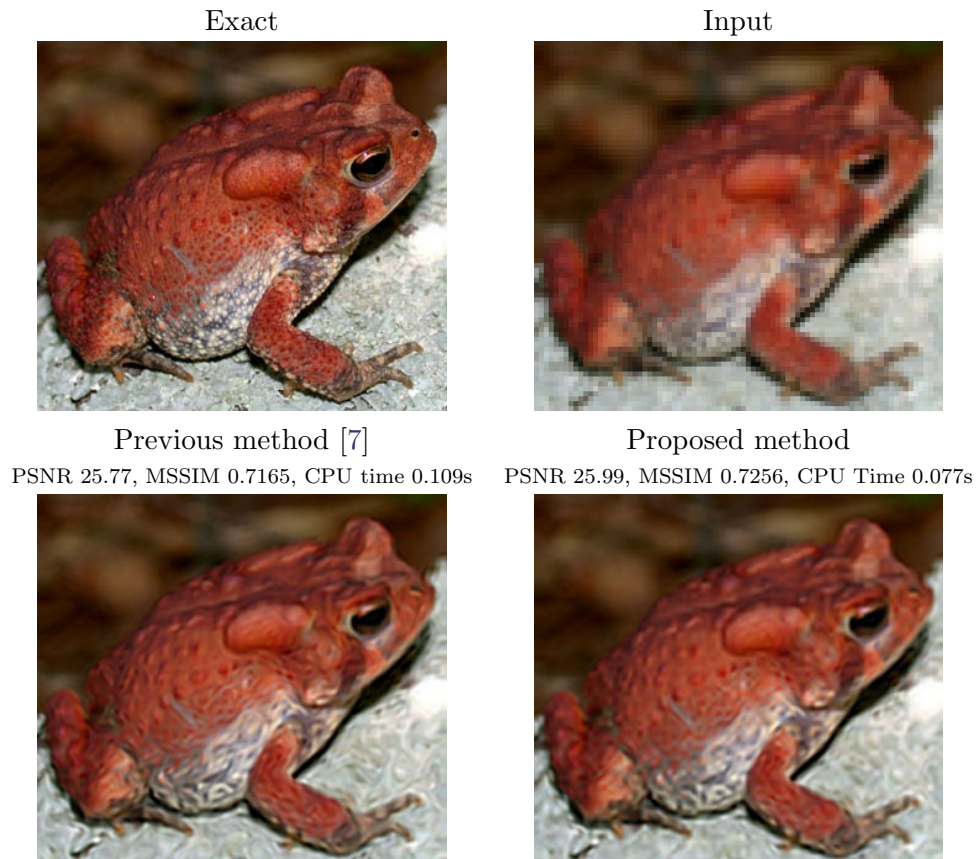 Exact
Input
Previous method [7]
PSNR 25.77, MSSIM 0.7165, CPU time 0.109s
Proposed method
PSNR 25.99, MSSIM 0.7256, CPU Time 0.077s